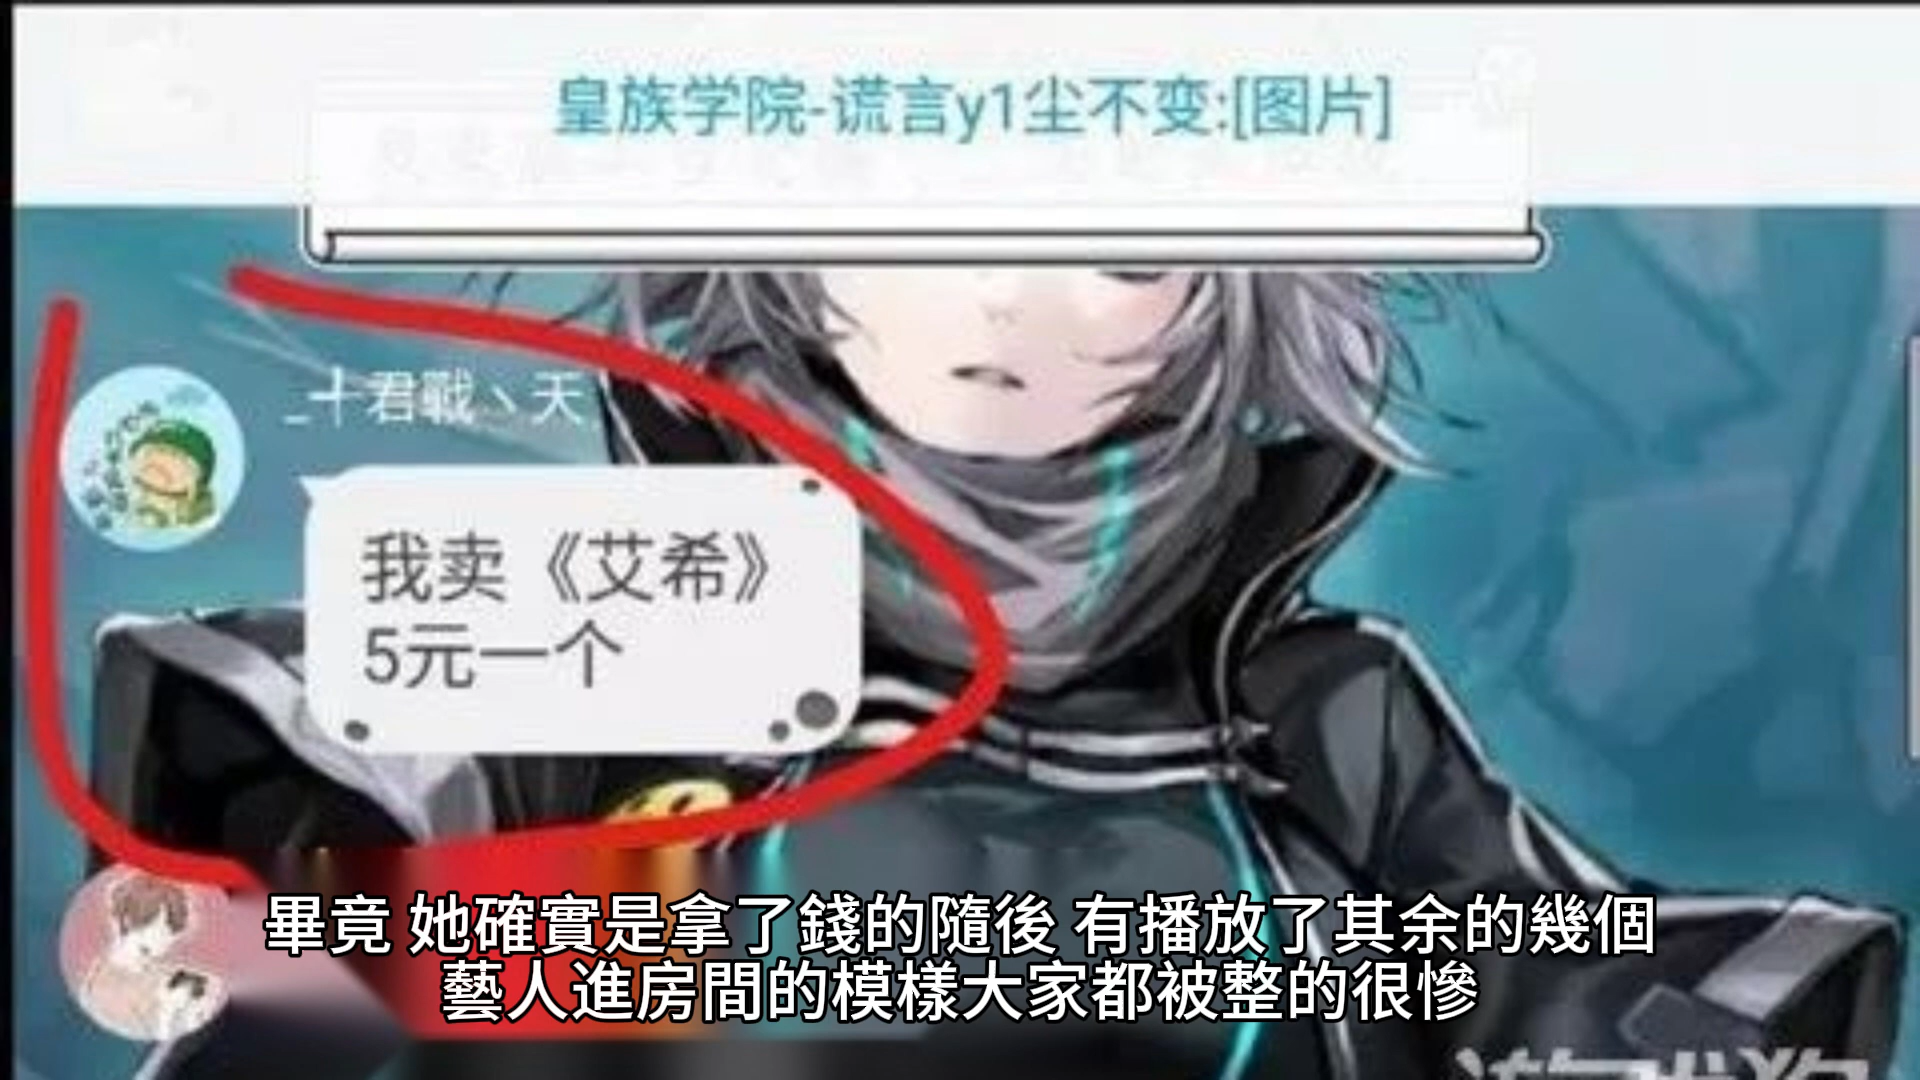 皇族学院-谎言y1尘不变:[图片]
_十君戰丶天
我卖《艾希》
5元一个
畢竟 她確實是拿了錢的隨後 有播放了其余的幾個
藝人進房間的模樣大家都被整的很慘